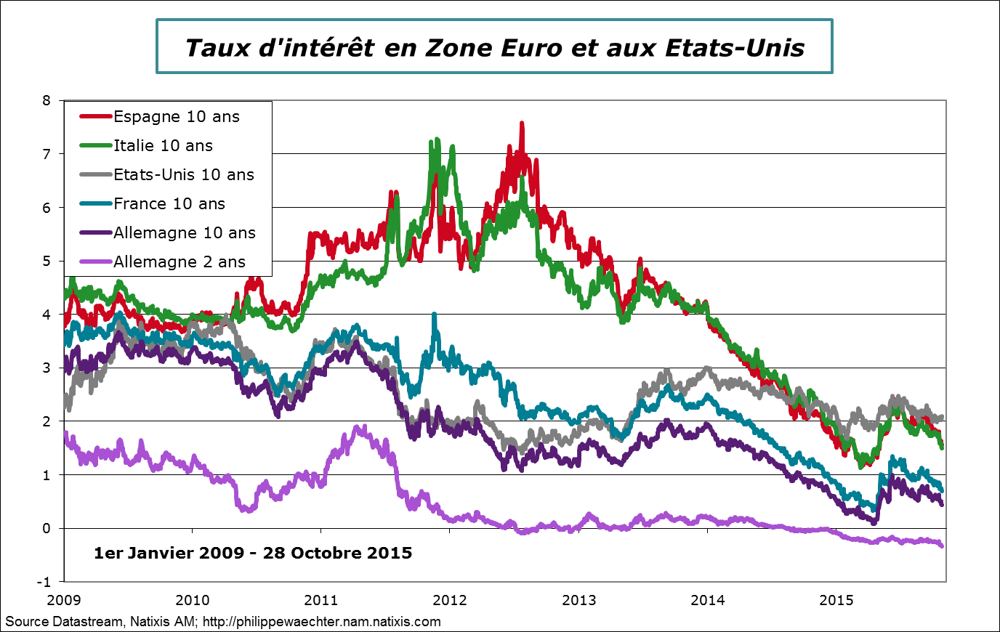 Taux d'intérêt en Zone Euro et aux Etats-Unis
8
7
6
5
4
3
2
1
0
-1
Espagne 10 ans
Italie 10 ans
Etats-Unis 10 ans
France 10 ans
Allemagne 10 ans
Allemagne 2 ans
1er Janvier 2009 - 28 Octobre 2015
2009 2010 2011 2012 2013 2014 2015
Source Datastream, Natixis AM; http://philippewaechter.nam.natixis.com